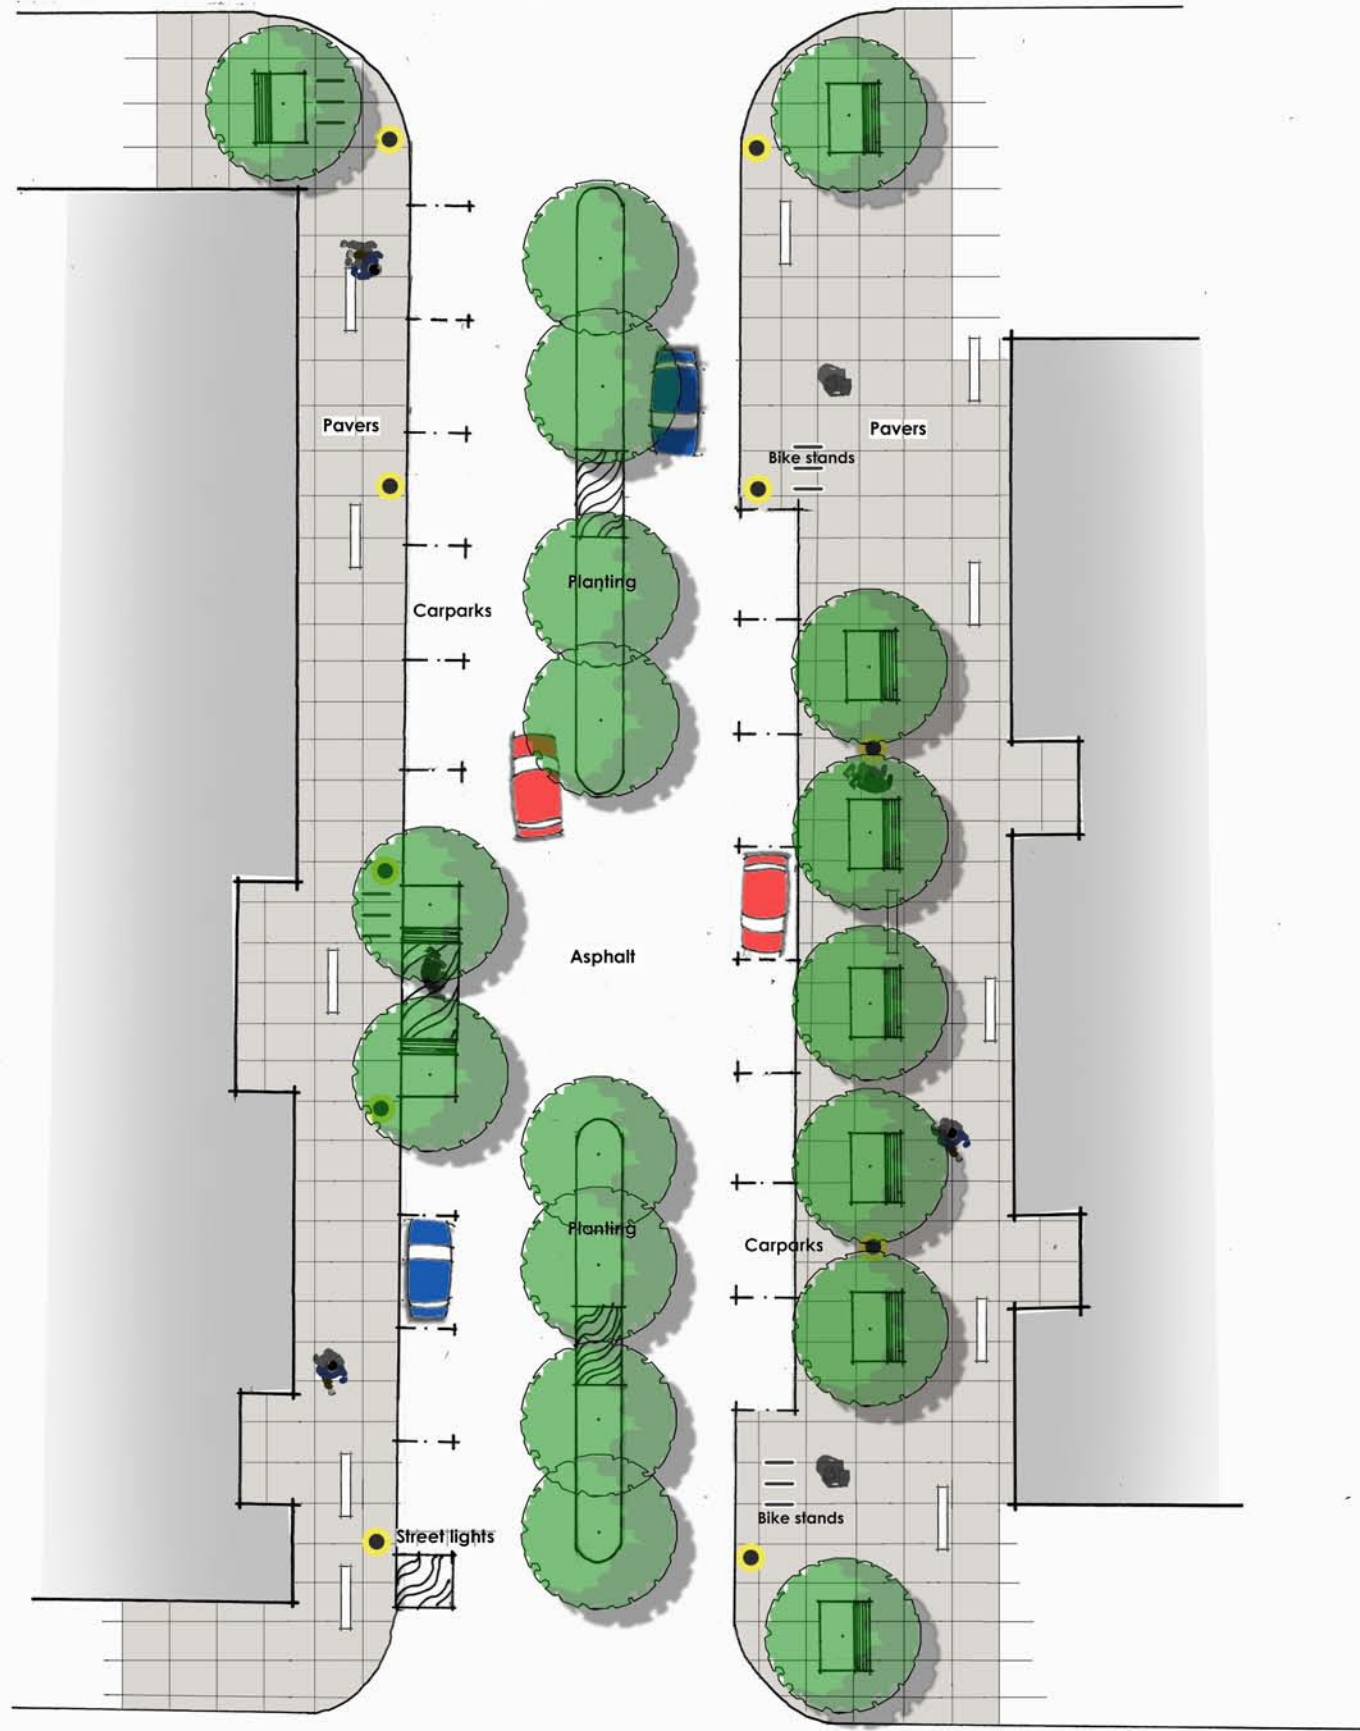 Pavers
Pavers
Bike stands
Planting
Carparks
Asphalt
Planting
Carparks
Bike stands
Street lights